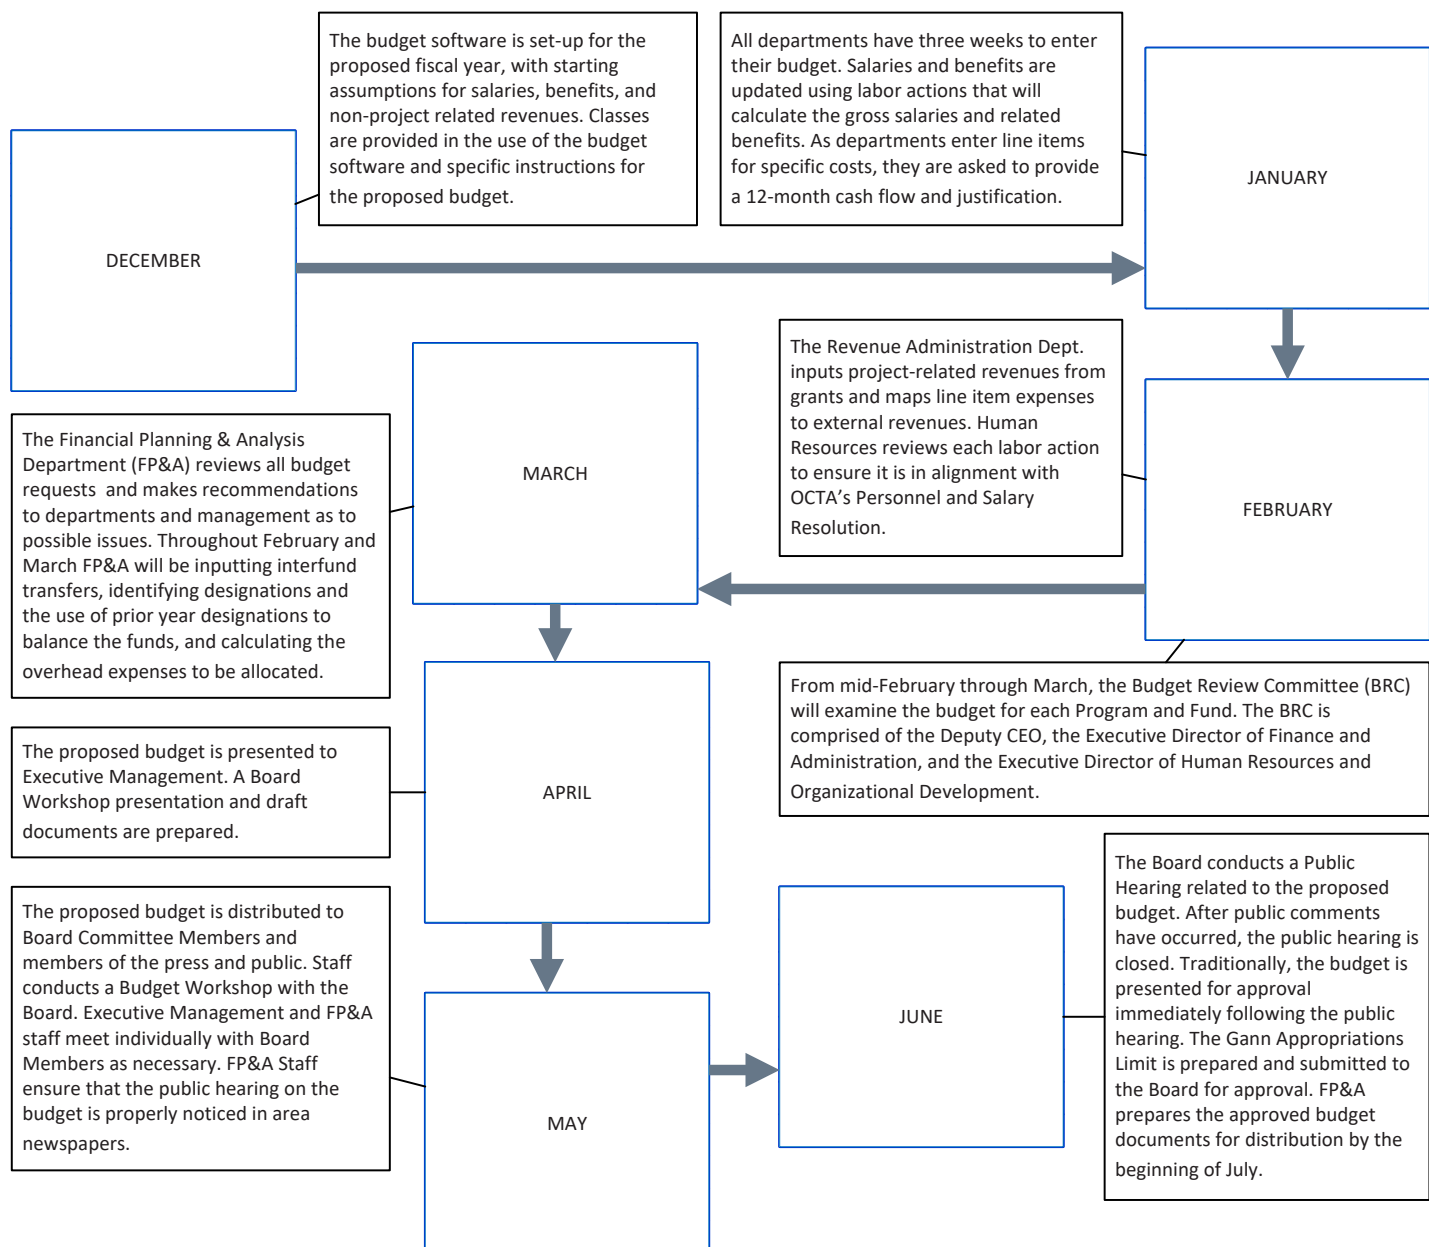 The budget software is set-up for the
proposed fiscal year, with starting
assumptions for salaries, benefits, and
non-project related revenues. Classes
are provided in the use of the budget
software and specific instructions for
the proposed budget.
DECEMBER
All departments have three weeks to enter
their budget. Salaries and benefits are
updated using labor actions that will
calculate the gross salaries and related
benefits. As departments enter line items
for specific costs, they are asked to provide
a 12-month cash flow and justification.
JANUARY
The Revenue Administration Dept.
inputs project-related revenues from
grants and maps line item expenses
to external revenues. Human
Resources reviews each labor action
to ensure it is in alignment with
OCTA’s Personnel and Salary
Resolution.
FEBRUARY
From mid-February through March, the Budget Review Committee (BRC)
will examine the budget for each Program and Fund. The BRC is
comprised of the Deputy CEO, the Executive Director of Finance and
Administration, and the Executive Director of Human Resources and
Organizational Development.
MARCH
The Financial Planning & Analysis
Department (FP&A) reviews all budget
requests  and makes recommendations
to departments and management as to
possible issues. Throughout February and
March FP&A will be inputting interfund
transfers, identifying designations and
the use of prior year designations to
balance the funds, and calculating the
overhead expenses to be allocated.
The proposed budget is presented to
Executive Management. A Board
Workshop presentation and draft
documents are prepared.
APRIL
The proposed budget is distributed to
Board Committee Members and
members of the press and public. Staff
conducts a Budget Workshop with the
Board. Executive Management and FP&A
staff meet individually with Board
Members as necessary. FP&A Staff
ensure that the public hearing on the
budget is properly noticed in area
newspapers.
MAY
JUNE
The Board conducts a Public
Hearing related to the proposed
budget. After public comments
have occurred, the public hearing is
closed. Traditionally, the budget is
presented for approval
immediately following the public
hearing. The Gann Appropriations
Limit is prepared and submitted to
the Board for approval. FP&A
prepares the approved budget
documents for distribution by the
beginning of July.